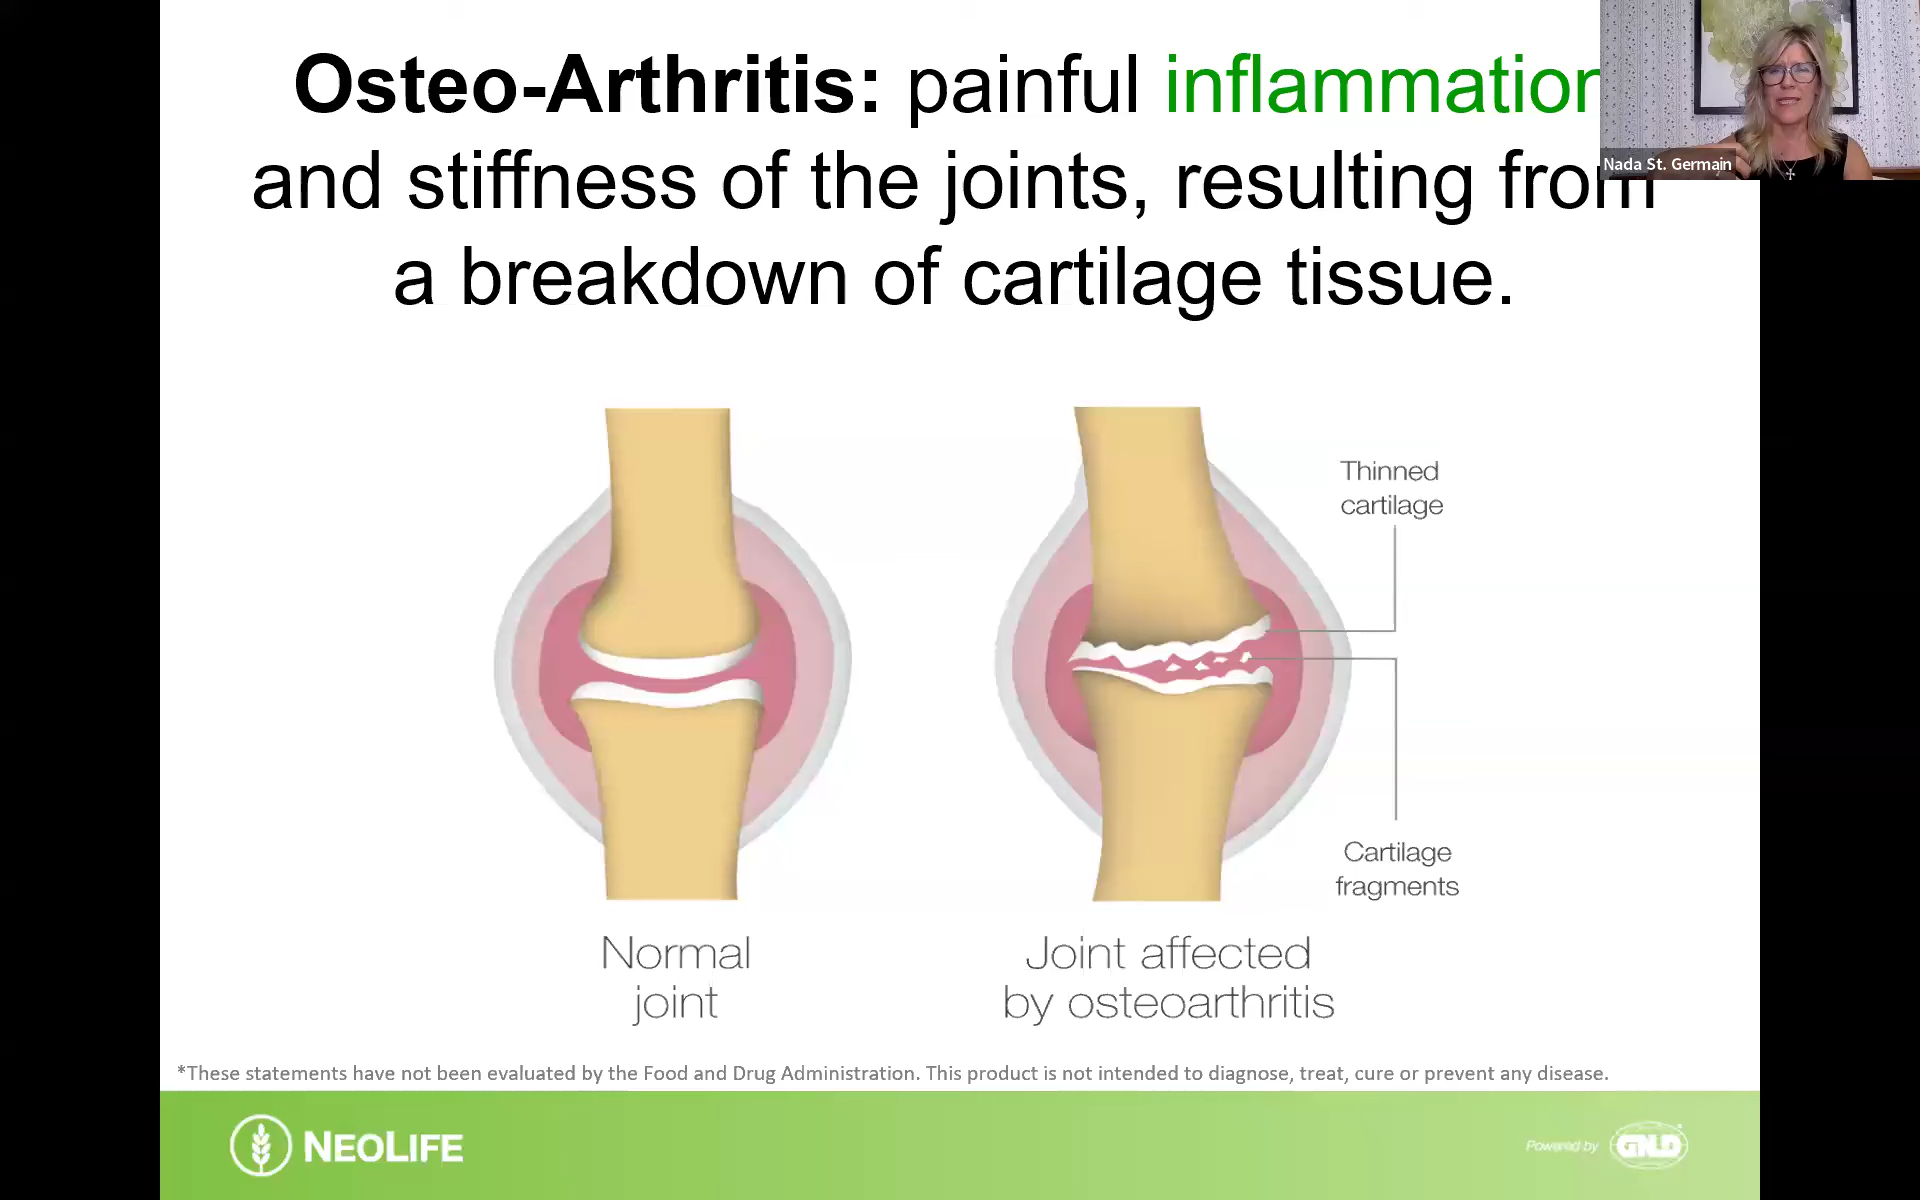 Osteo-Arthritis: painful inflammation
and stiffness of the joints, resulting from
a breakdown of cartilage tissue.
Nada St. Germain
Thinned
cartilage
Cartilage
fragments
Normal
joint
Joint affected
by osteoarthritis
*These statements have not been evaluated by the Food and Drug Administration. This product is not intended to diagnose, treat, cure or prevent any disease.
NEOLIFE
Powered by GNLD